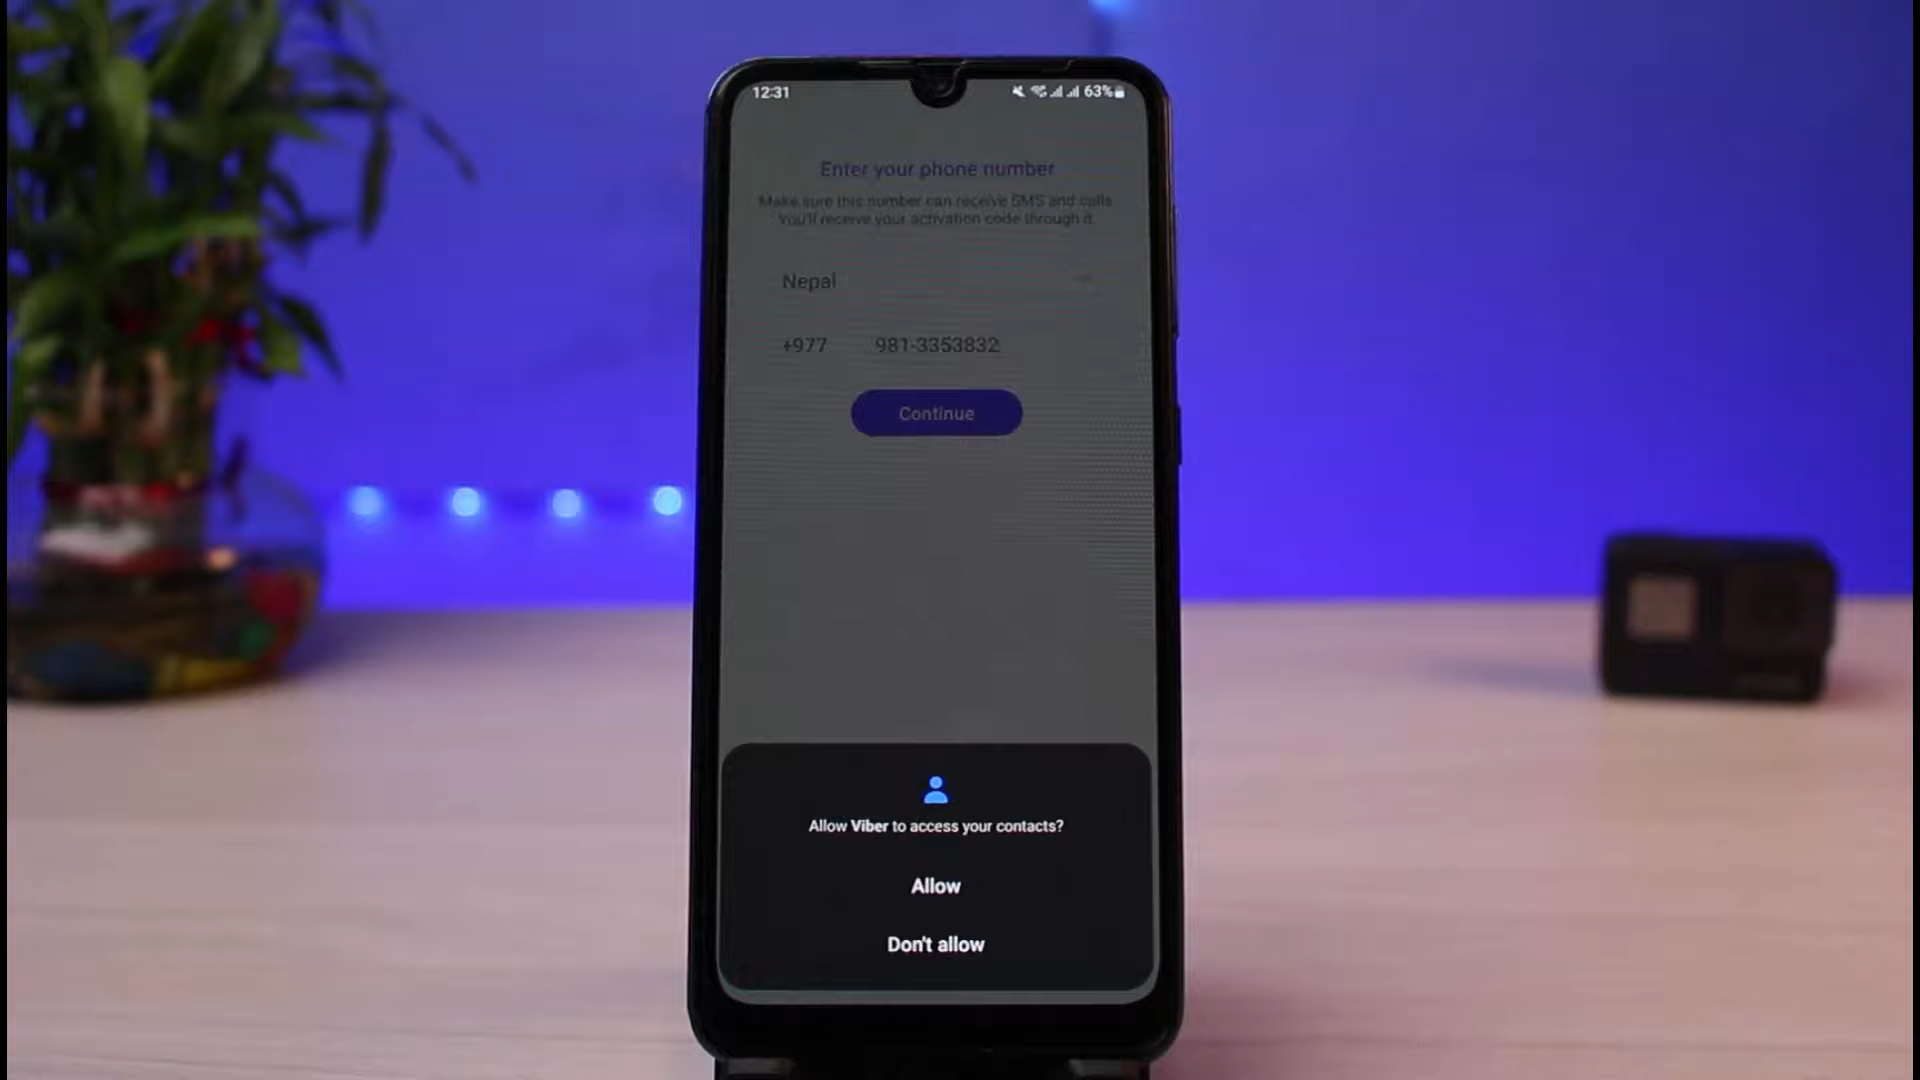 12:31
63%
Enter your phone number
Make sure this number can receive SMS and calls.
You'll receive your activation code through it.
Nepal
+977 981-3353832
Continue
Allow Viber to access your contacts?
Allow
Don't allow